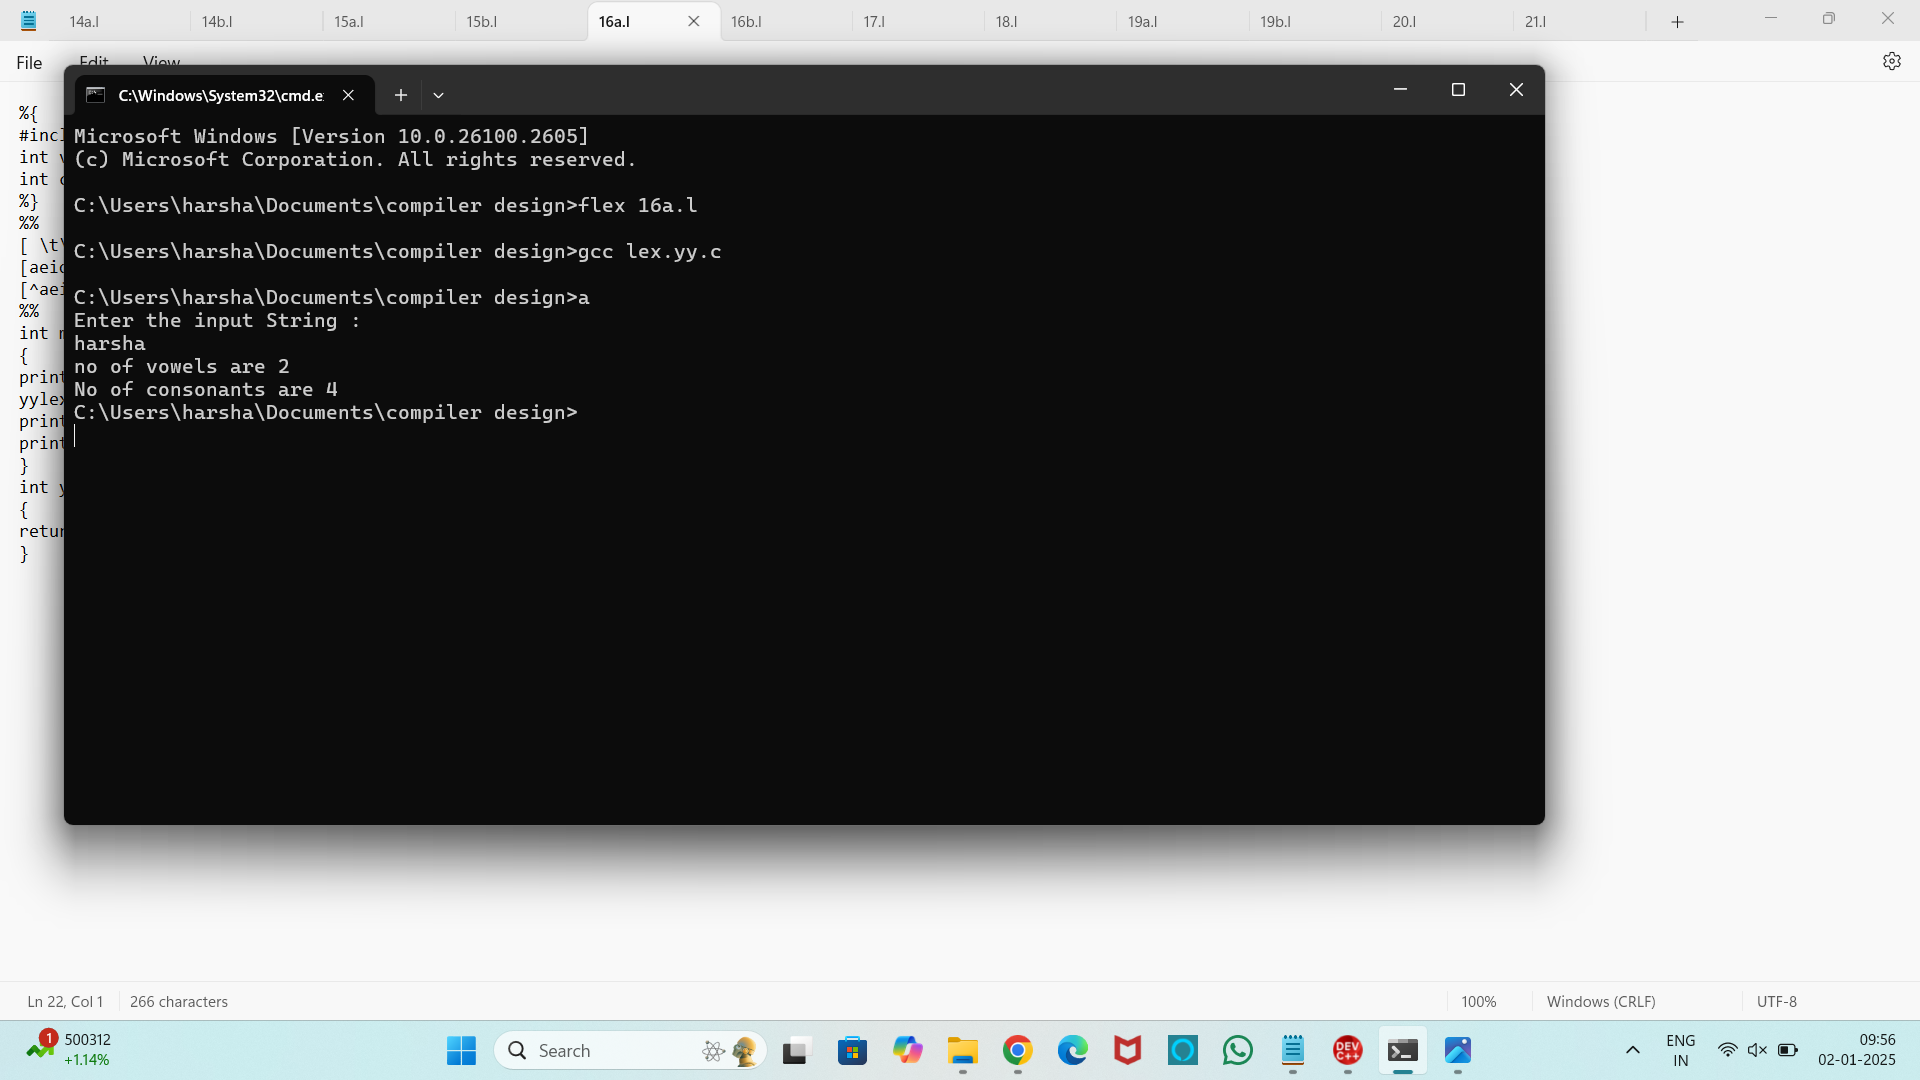 14a.l 14b.l 15a.l 15b.l 16a.l 16b.l 17.l 18.l 19a.l 19b.l 20.l 21.l
File Edit View
C:\Windows\System32\cmd.e
%{
#incl
int
int
%}
%%
[ \t\
[aeio
[^aei
%%
int
{
print
yylex
print
print
}
int
{
retur
}
Microsoft Windows [Version 10.0.26100.2605]
(c) Microsoft Corporation. All rights reserved.
C:\Users\harsha\Documents\compiler design>flex 16a.l
C:\Users\harsha\Documents\compiler design>gcc lex.yy.c
C:\Users\harsha\Documents\compiler design>a
Enter the input String :
harsha
no of vowels are 2
No of consonants are 4
C:\Users\harsha\Documents\compiler design>
Ln 22, Col 1 266 characters 100% Windows (CRLF) UTF-8
1 500312
+1.14%
Search
DEV
C++
ENG
IN
09:56
02-01-2025